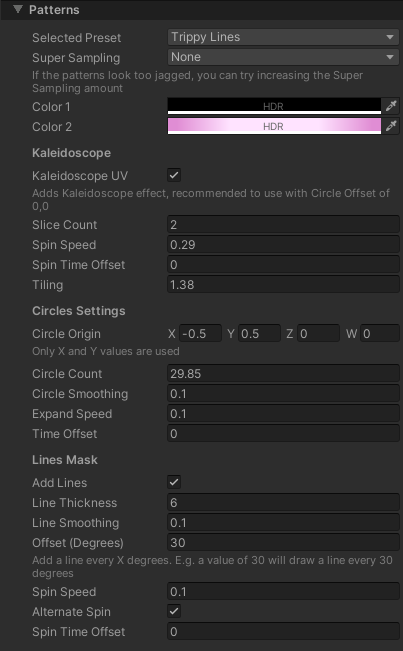 Patterns
Selected Preset Trippy Lines
Super Sampling None
If the patterns look too jagged, you can try increasing the Super
Sampling amount
Color 1 HDR
Color 2 HDR
Kaleidoscope
Kaleidoscope UV
Adds Kaleidoscope effect, recommended to use with Circle Offset of
0,0
Slice Count 2
Spin Speed 0.29
Spin Time Offset 0
Tiling 1.38
Circles Settings
Circle Origin X -0.5 Y 0.5 Z 0 W 0
Only X and Y values are used
Circle Count 29.85
Circle Smoothing 0.1
Expand Speed 0.1
Time Offset 0
Lines Mask
Add Lines
Line Thickness 6
Line Smoothing 0.1
Offset (Degrees) 30
Add a line every X degrees. E.g. a value of 30 will draw a line every 30
degrees
Spin Speed 0.1
Alternate Spin
Spin Time Offset 0